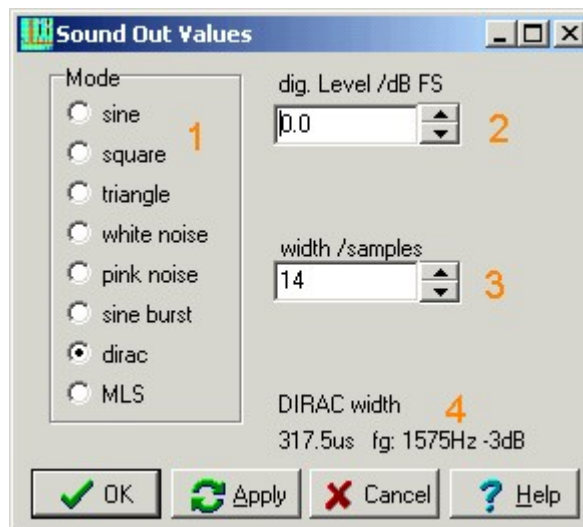 Sound Out Values
Mode
sine
1
square
triangle
white noise
pink noise
sine burst
dirac
MLS
dig. Level /dB FS
0.0
2
width /samples
14
3
DIRAC width
4
317.5us fg: 1575Hz -3dB
OK
Apply
Cancel
Help